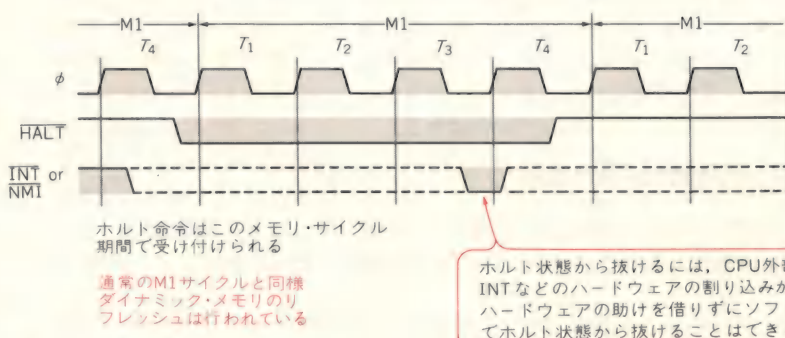 M1 M1 M1
T4 T1 T2 T3 T4 T1 T2
φ
HALT
INT or
NMI
ホルト命令はこのメモリ・サイクル
期間で受け付けられる
通常のM1サイクルと同様
ダイナミック・メモリのリ
フレッシュは行われている
ホルト状態から抜けるには，CPU外
INTなどのハードウェアの割り込みが
ハードウェアの助けを借りずにソフ
でホルト状態から抜けることはでき